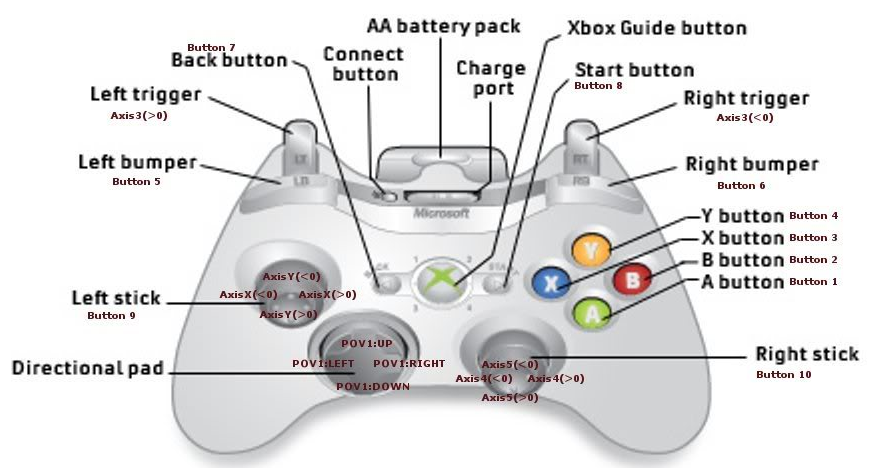 AA battery pack
Xbox Guide button
Button 7
Back button
Connect
button
Charge
port
Start button
Button 8
Left trigger
Axis3(>0)
Right trigger
Axis3(<0)
Left bumper
Button 5
Right bumper
Button 6
RT
LB
RB
Microsoft
Y button Button 4
X button Button 3
B button Button 2
A button Button 1
Y
X
B
A
1
2
3
4
AxisY(<0)
AxisX(<0)
AxisX(>0)
AxisY(>0)
Left stick
Button 9
POV1:UP
POV1:LEFT
POV1:RIGHT
POV1:DOWN
Directional pad
Axis5(<0)
Axis4(<0)
Axis4(>0)
Axis5(>0)
Right stick
Button 10